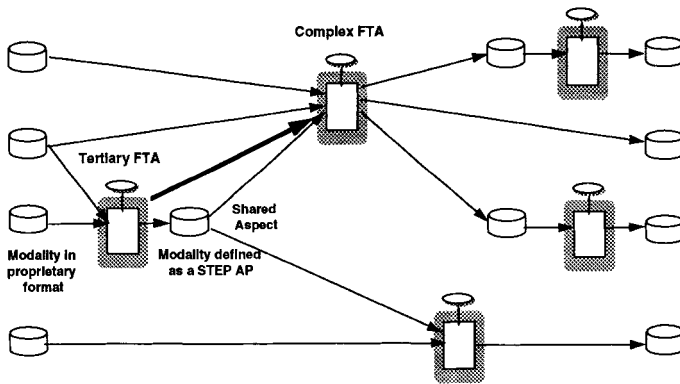 Complex FTA
Tertiary FTA
Shared
Aspect
Modality in
proprietary
format
Modality defined
as a STEP AP